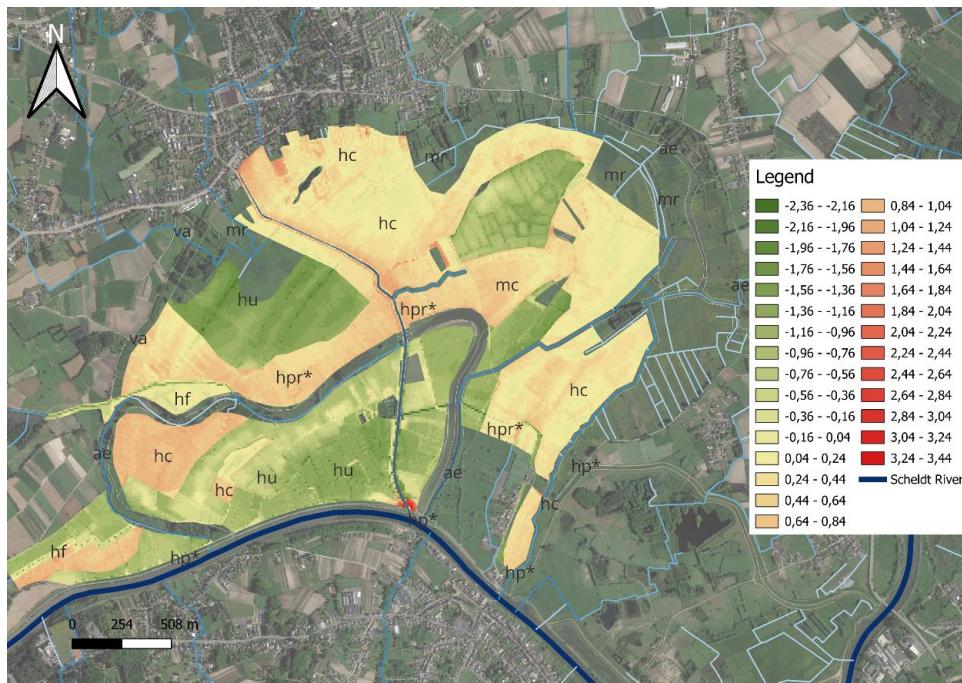 N
hc
mr
ae
hc
mr
mr
va
mr
ae
hu
mc
hpr*
va
hpr*
hc
hf
hpr*
hc
hu
hu
ae
ae
hp*
hc
hc
hf
hp*
hp*
0 254 508 m
Legend
-2,36 - -2,16
-2,16 - -1,96
-1,96 - -1,76
-1,76 - -1,56
-1,56 - -1,36
-1,36 - -1,16
-1,16 - -0,96
-0,96 - -0,76
-0,76 - -0,56
-0,56 - -0,36
-0,36 - -0,16
-0,16 - 0,04
0,04 - 0,24
0,24 - 0,44
0,44 - 0,64
0,64 - 0,84
0,84 - 1,04
1,04 - 1,24
1,24 - 1,44
1,44 - 1,64
1,64 - 1,84
1,84 - 2,04
2,04 - 2,24
2,24 - 2,44
2,44 - 2,64
2,64 - 2,84
2,84 - 3,04
3,04 - 3,24
3,24 - 3,44
Scheldt River